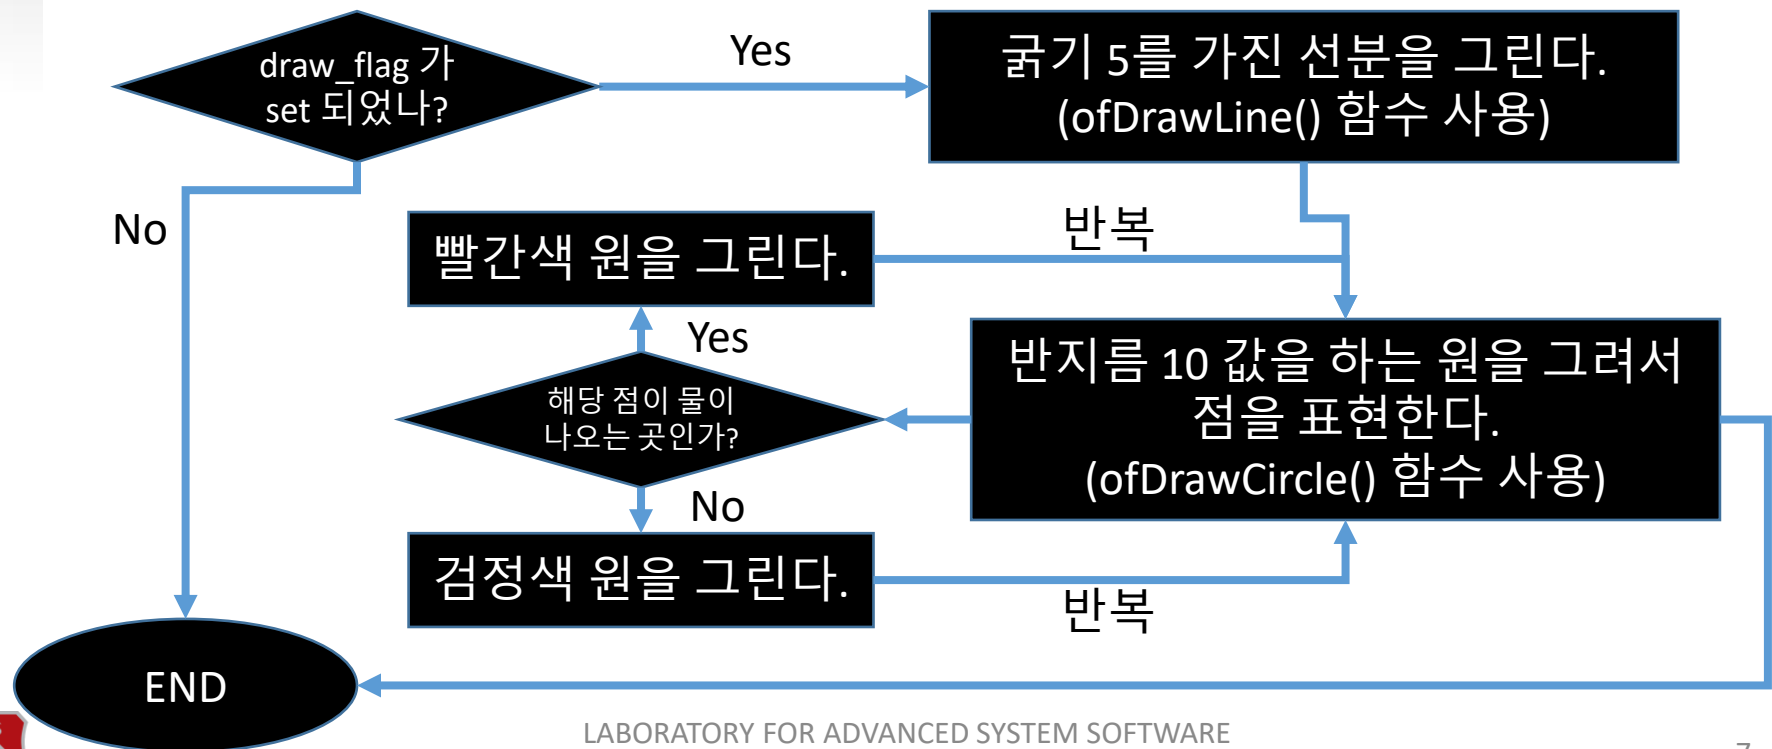 draw_flag 가
set 되었나?
Yes
굵기 5를 가진 선분을 그린다.
(ofDrawLine() 함수 사용)
No
빨간색 원을 그린다.
반복
Yes
해당 점이 물이
나오는 곳인가?
반지름 10 값을 하는 원을 그려서
점을 표현한다.
(ofDrawCircle() 함수 사용)
No
검정색 원을 그린다.
반복
END
LABORATORY FOR ADVANCED SYSTEM SOFTWARE